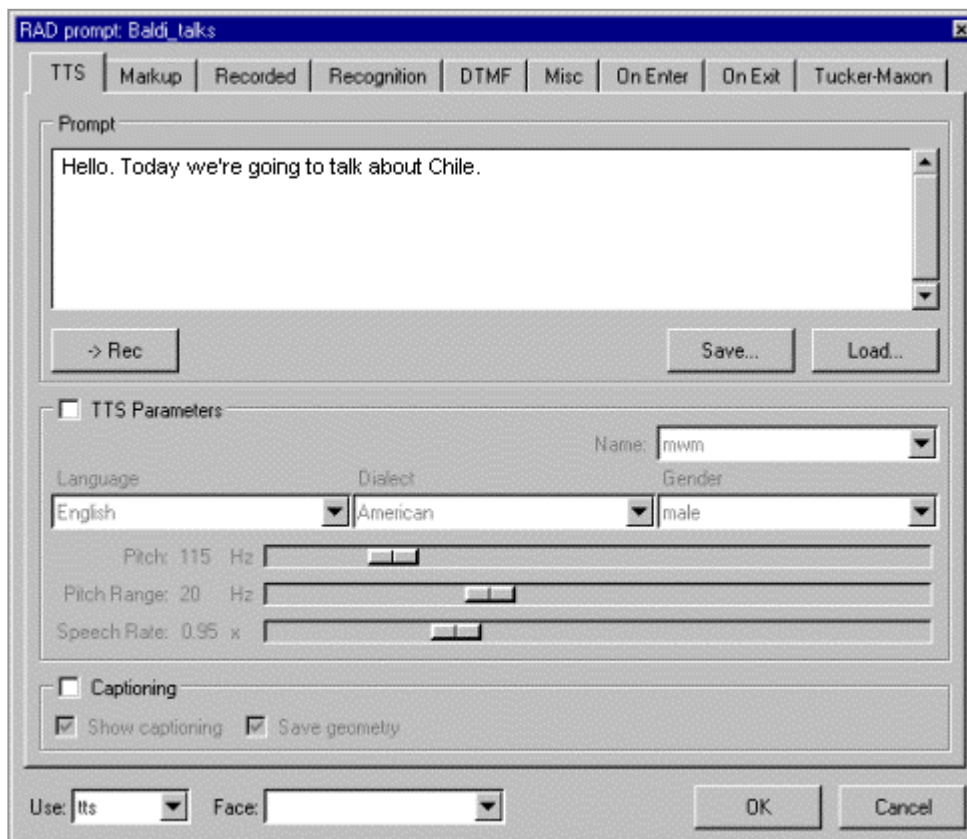 RAD prompt: Baldi_talks
TTS Markup Recorded Recognition DTMF Misc On Enter On Exit Tucker-Maxon
Prompt
Hello. Today we're going to talk about Chile.
-> Rec Save... Load...
TTS Parameters
Name: mwm
Language Dialect Gender
English American male
Pitch: 115 Hz
Pitch Range: 20 Hz
Speech Rate: 0.95 x
Captioning
Show captioning Save geometry
Use: tts Face: OK Cancel